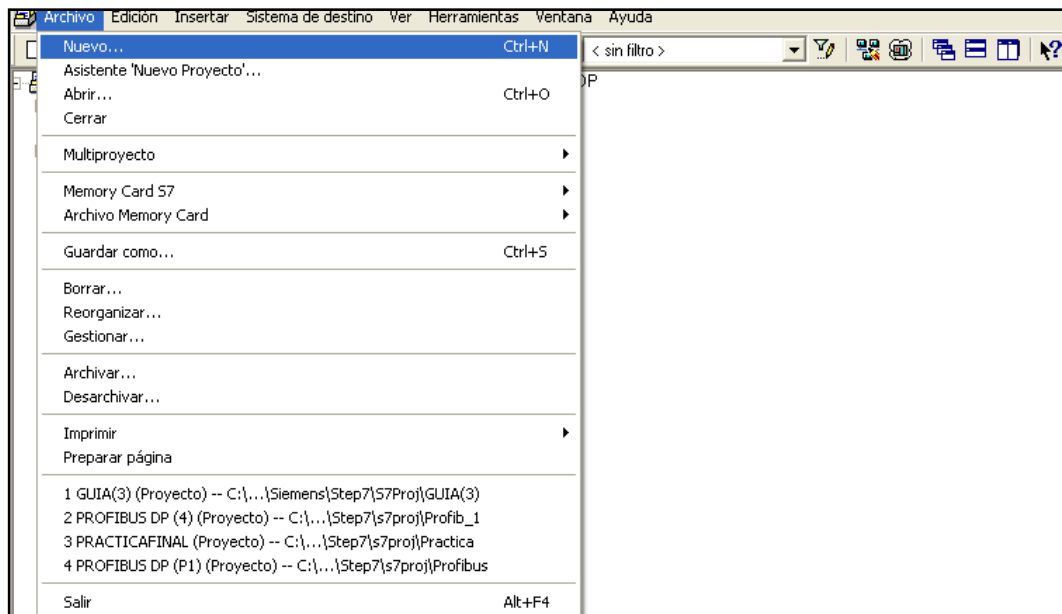 Archivo Edición Insertar Sistema de destino Ver Herramientas Ventana Ayuda
< sin filtro >
Nuevo... Ctrl+N
Asistente 'Nuevo Proyecto'...
Abrir... Ctrl+O
Cerrar
Multiproyecto
Memory Card S7
Archivo Memory Card
Guardar como... Ctrl+S
Borrar...
Reorganizar...
Gestionar...
Archivar...
Desarchivar...
Imprimir
Preparar página
1 GUIA(3) (Proyecto) -- C:\...\Siemens\Step7\S7Proj\GUIA(3)
2 PROFIBUS DP (4) (Proyecto) -- C:\...\Step7\s7proj\Profib_1
3 PRACTICAFINAL (Proyecto) -- C:\...\Step7\s7proj\Practica
4 PROFIBUS DP (P1) (Proyecto) -- C:\...\Step7\s7proj\Profibus
Salir Alt+F4